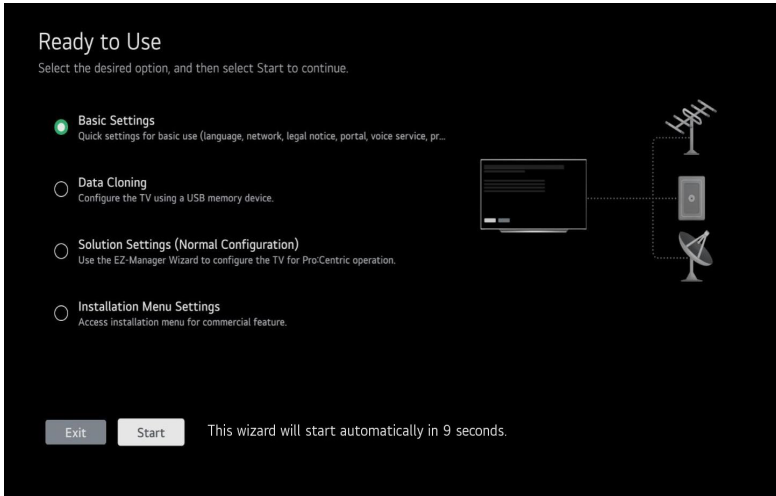 Ready to Use
Select the desired option, and then select Start to continue.
Basic Settings
Quick settings for basic use (language, network, legal notice, portal, voice service, pr...
Data Cloning
Configure the TV using a USB memory device.
Solution Settings (Normal Configuration)
Use the EZ-Manager Wizard to configure the TV for Pro:Centric operation.
Installation Menu Settings
Access installation menu for commercial feature.
Exit
Start
This wizard will start automatically in 9 seconds.